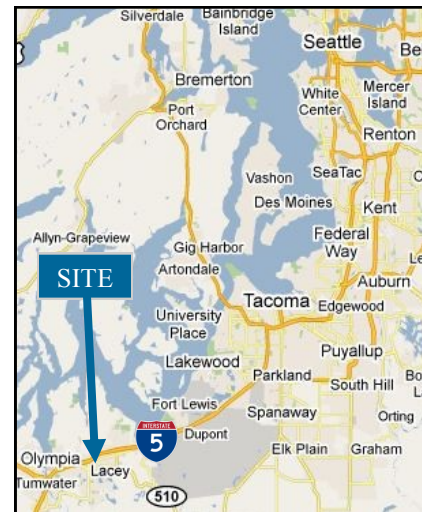 Silverdale
Bainbridge
Island
Seattle
Be
Bremerton
Mercer
Island
White
Center
Port
Orchard
Renton
Vashon
SeaTac
Des Moines
Kent
Allyn-Grapeview
Gig Harbor
Federal
Way
Artondale
SITE
Auburn
Tacoma
Edgewood
University
Place
Puyallup
Lakewood
Parkland
South Hill
Fort Lewis
Spanaway
Orting
INTERSTATE
5
Dupont
Olympia
Elk Plain
Graham
Lacey
Tumwater
510